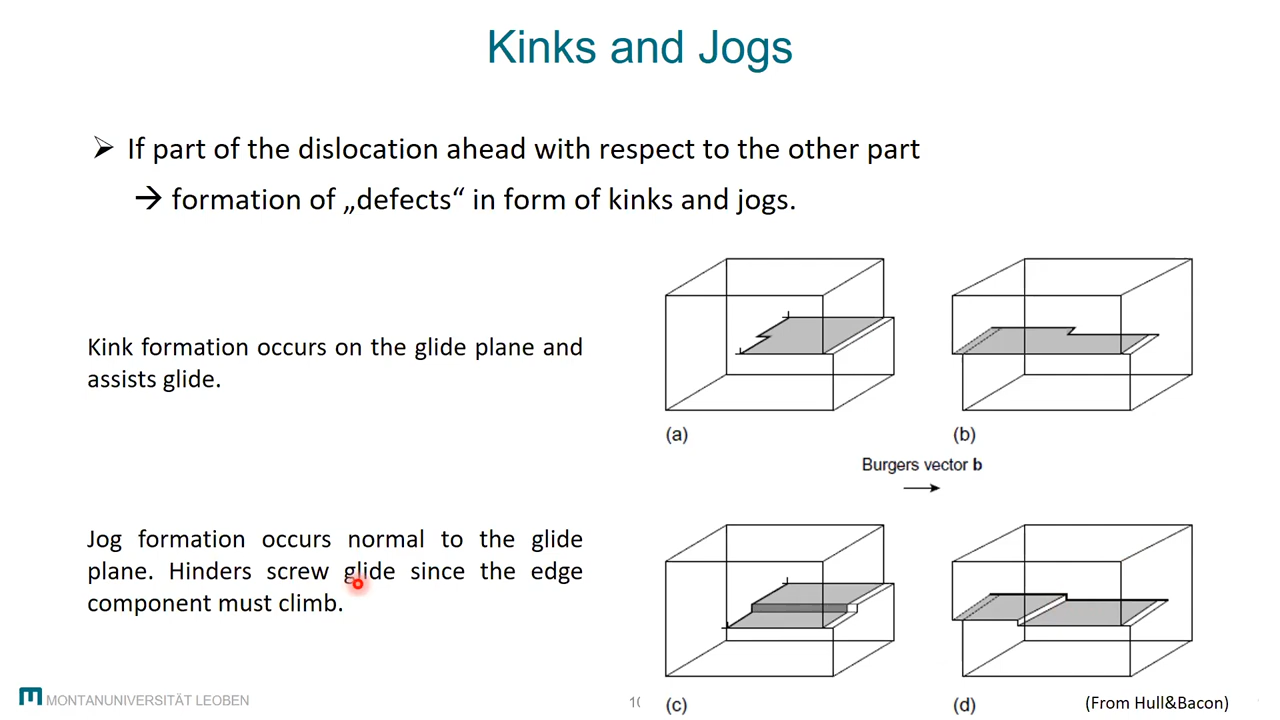 Kinks and Jogs
➢ If part of the dislocation ahead with respect to the other part
→ formation of „defects“ in form of kinks and jogs.
Kink formation occurs on the glide plane and
assists glide.
(a)
(b)
Burgers vector b
Jog formation occurs normal to the glide
plane. Hinders screw glide since the edge
component must climb.
(c)
(d)
MONTANUNIVERSITÄT LEOBEN
(From Hull&Bacon)